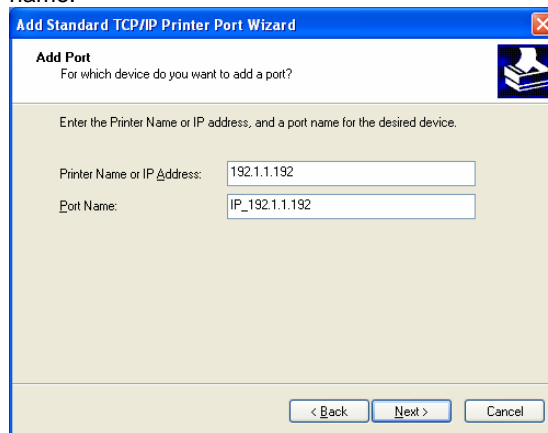 name.
Add Standard TCP/IP Printer Port Wizard
Add Port
For which device do you want to add a port?
Enter the Printer Name or IP address, and a port name for the desired device.
Printer Name or IP Address: 192.1.1.192
Port Name: IP_192.1.1.192
< Back Next > Cancel